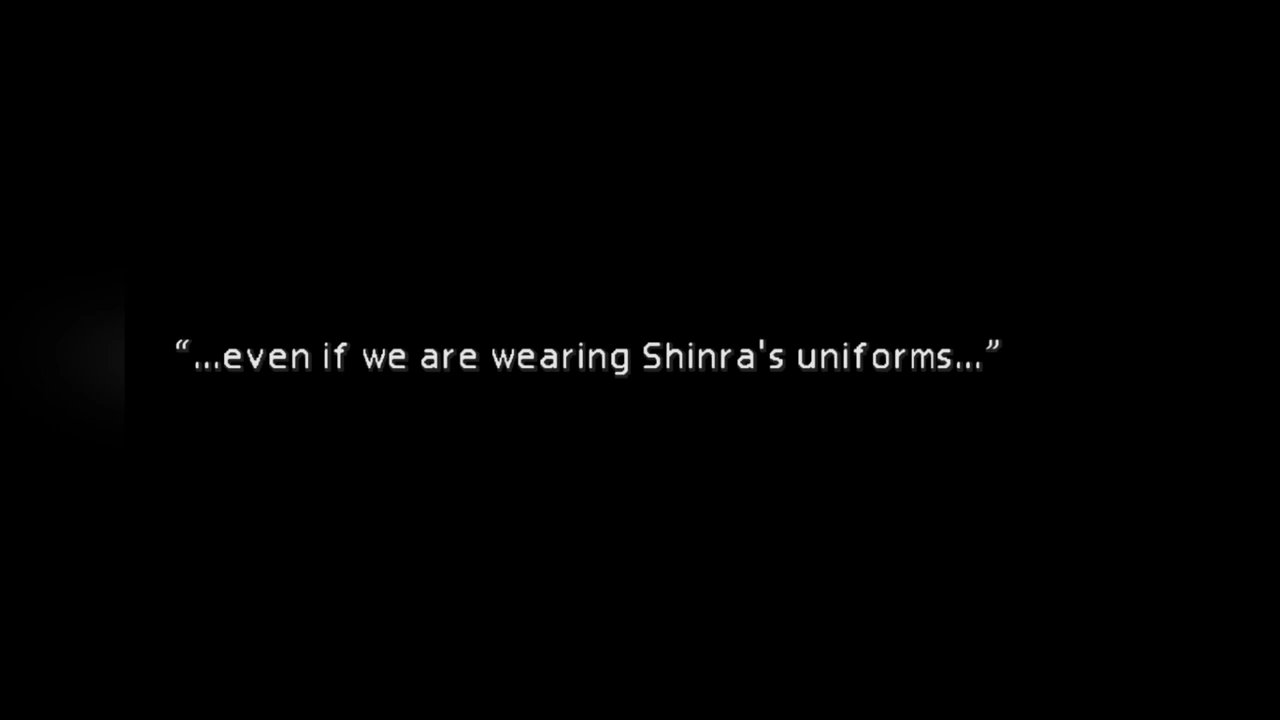 “...even if we are wearing Shinra's uniforms...”